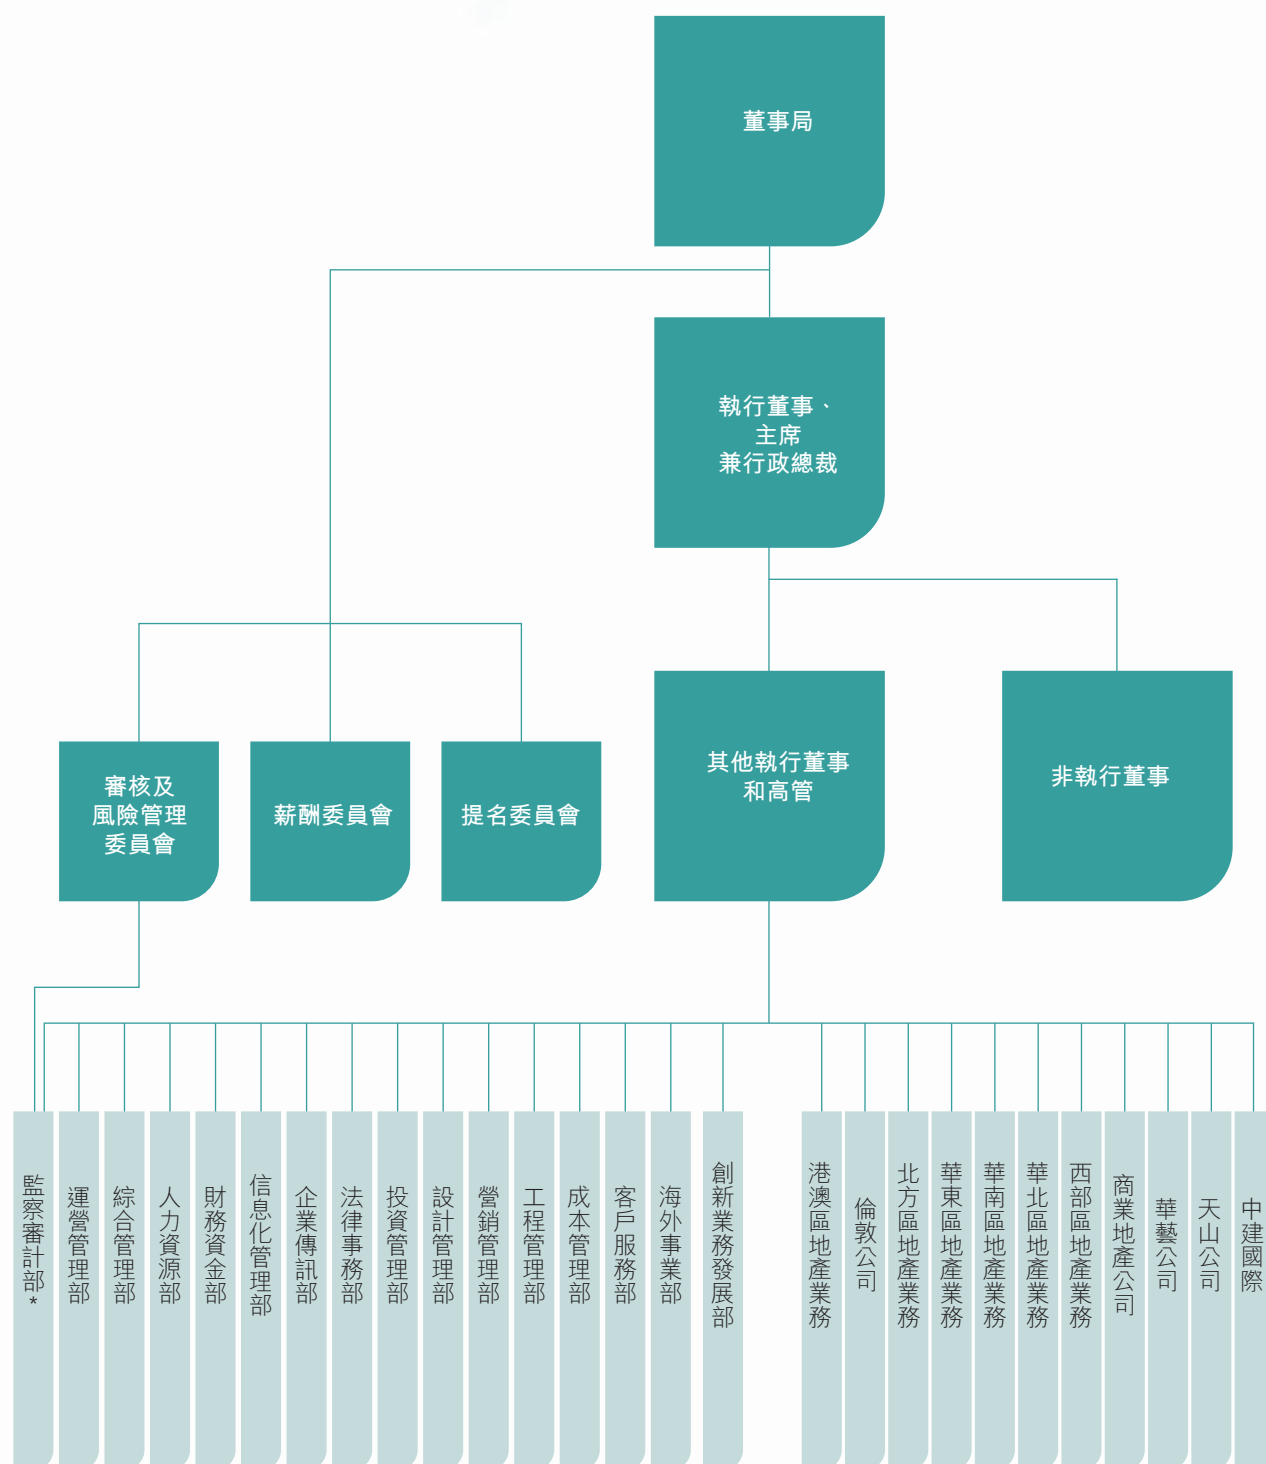 董事局
執行董事、
主席
兼行政總裁
審核及
風險管理
委員會
薪酬委員會
提名委員會
其他執行董事
和高管
非執行董事
監察審計部*
運營管理部
綜合管理部
人力資源部
財務資金部
信息化管理部
企業傳訊部
法律事務部
投資管理部
設計管理部
營銷管理部
工程管理部
成本管理部
客戶服務部
海外事業部
創新業務發展部
港澳區地產業務
倫敦公司
北方區地產業務
華東區地產業務
華南區地產業務
華北區地產業務
西部區地產業務
商業地產公司
華藝公司
天山公司
中建國際